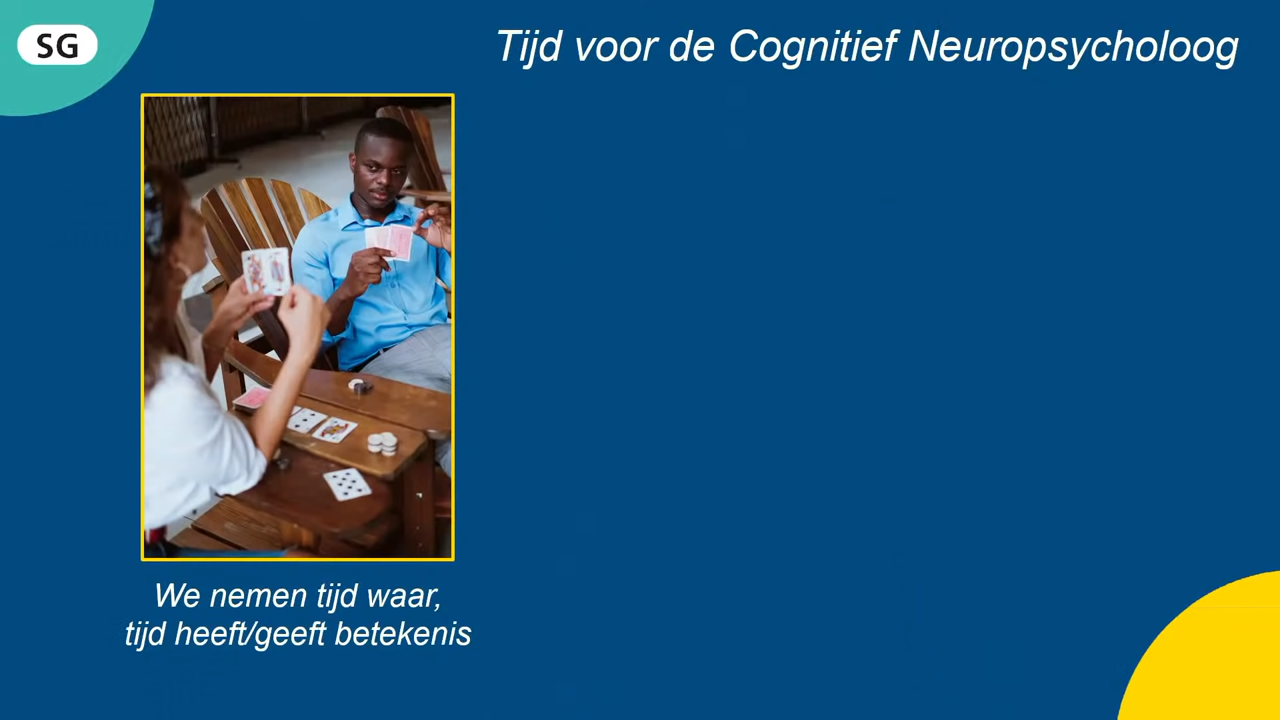 SG
Tijd voor de Cognitief Neuropsycholoog
We nemen tijd waar,
tijd heeft/geeft betekenis